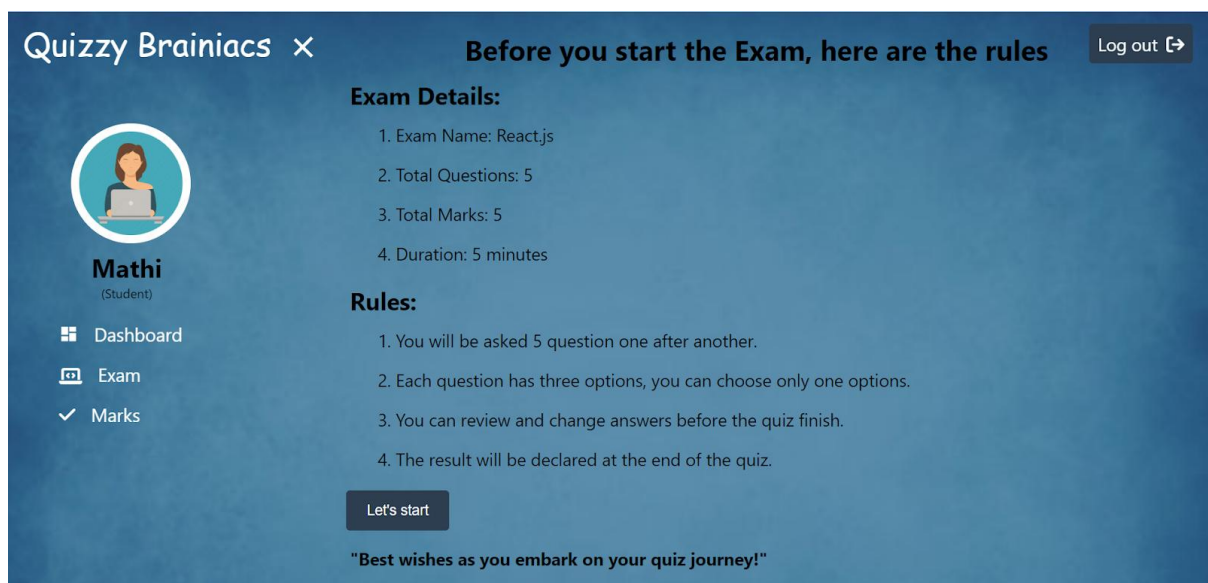 Quizzy Brainiacs
Before you start the Exam, here are the rules
Log out
Exam Details:
1. Exam Name: React.js
2. Total Questions: 5
3. Total Marks: 5
4. Duration: 5 minutes
Mathi
(Student)
Dashboard
Exam
Marks
Rules:
1. You will be asked 5 question one after another.
2. Each question has three options, you can choose only one options.
3. You can review and change answers before the quiz finish.
4. The result will be declared at the end of the quiz.
Let's start
"Best wishes as you embark on your quiz journey!"